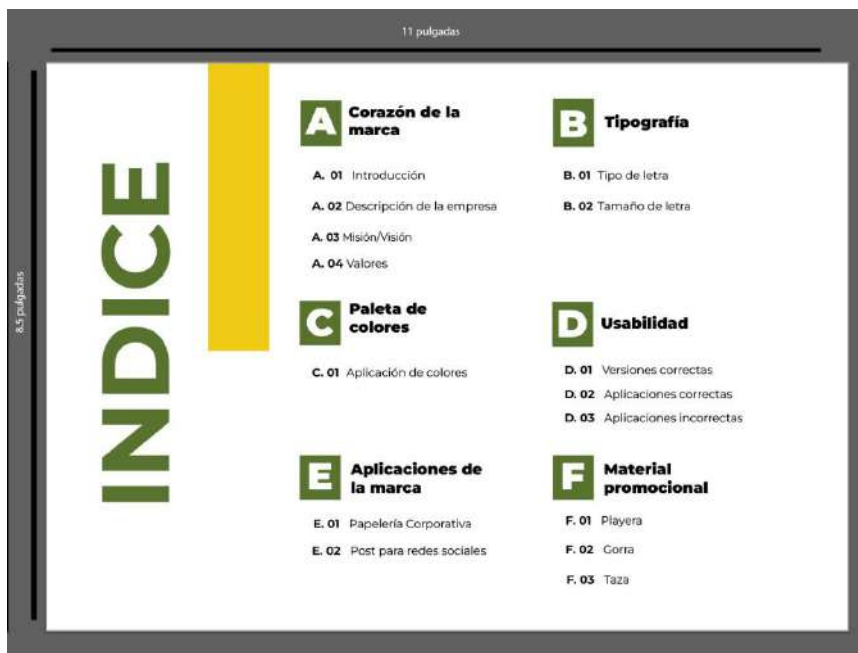 11 pulgadas
8.5 pulgadas
INDICE
A
Corazón de la
marca
A. 01 Introducción
A. 02 Descripción de la empresa
A. 03 Misión/Visión
A. 04 Valores
B
Tipografía
B. 01 Tipo de letra
B. 02 Tamaño de letra
C
Paleta de
colores
C. 01 Aplicación de colores
D
Usabilidad
D. 01 Versiones correctas
D. 02 Aplicaciones correctas
D. 03 Aplicaciones incorrectas
E
Aplicaciones de
la marca
E. 01 Papelería Corporativa
E. 02 Post para redes sociales
F
Material
promocional
F. 01 Playera
F. 02 Gorra
F. 03 Taza